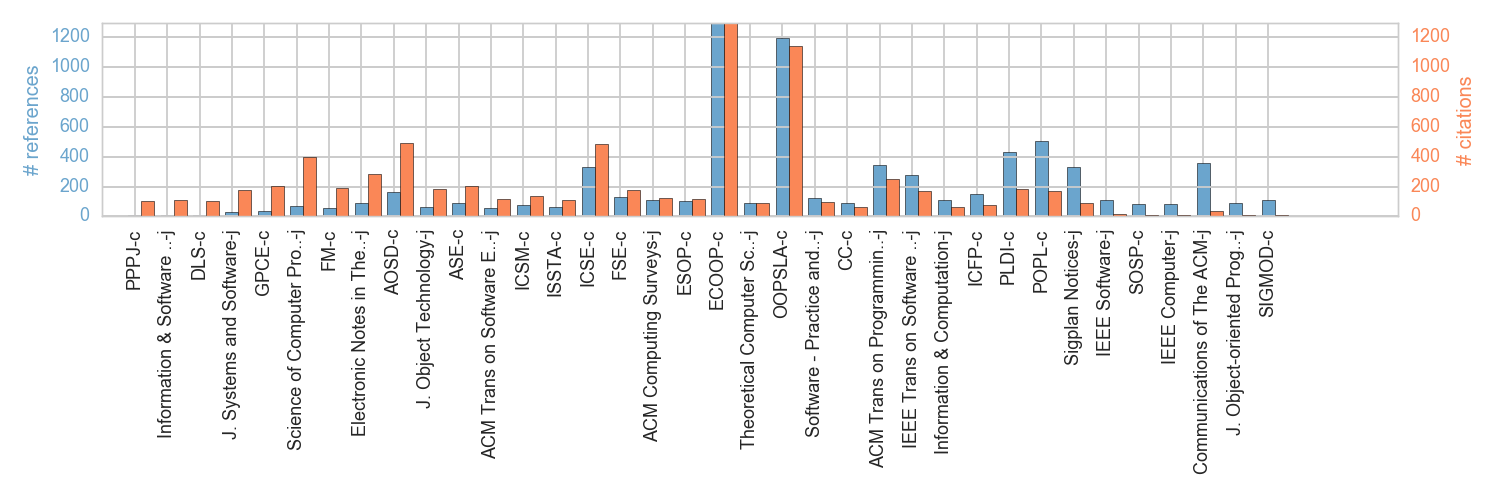 # references
1200
1000
800
600
400
200
0
# citations
1200
1000
800
600
400
200
0
PPPJ-c
Information & Software ..-j
DLS-c
J. Systems and Software-j
GPCE-c
Science of Computer Pro..-j
FM-c
Electronic Notes in The..-j
AOSD-c
J. Object Technology-j
ASE-c
ACM Trans on Software E..-j
ICSM-c
ISSTA-c
ICSE-c
FSE-c
ACM Computing Surveys-j
ESOP-c
ECOOP-c
Theoretical Computer Sc..-j
OOPSLA-c
Software - Practice and..-j
CC-c
ACM Trans on Programmin..-j
IEEE Trans on Software ..-j
Information & Computation-j
ICFP-c
PLDI-c
POPL-c
Sigplan Notices-j
IEEE Software-j
SOSP-c
IEEE Computer-j
Communications of The ACM-j
J. Object-oriented Prog..-j
SIGMOD-c